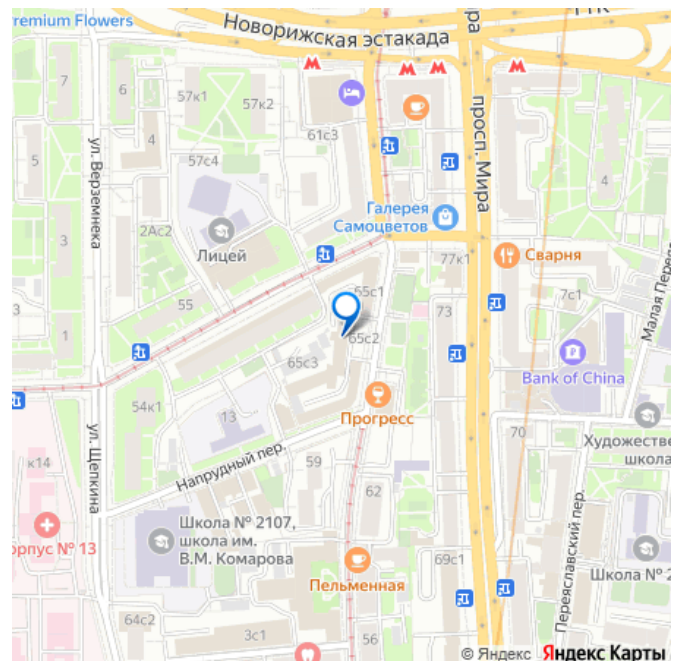 Premium Flowers
Новорижская эстакада
ТТК
просп. Мира
57к1
57к2
7
6
4
5
ул. Верземнека
61с3
57с4
2Ас2
Лицей
Галерея
Самоцветов
4
Сварня
77к1
3
55
65с1
7с1
Малая Переяс
73
65с2
Bank of China
1
65с3
54к1
13
Прогресс
70
Художестве
школа
ул. Щепкина
к14
Напрудный пер.
59
62
Переяславский пер.
Школа № 2107,
школа им.
В.М. Комарова
орпус № 13
69с1
Школа № 2
Пельменная
64с2
3с1
56
© Яндекс Яндекс Карты